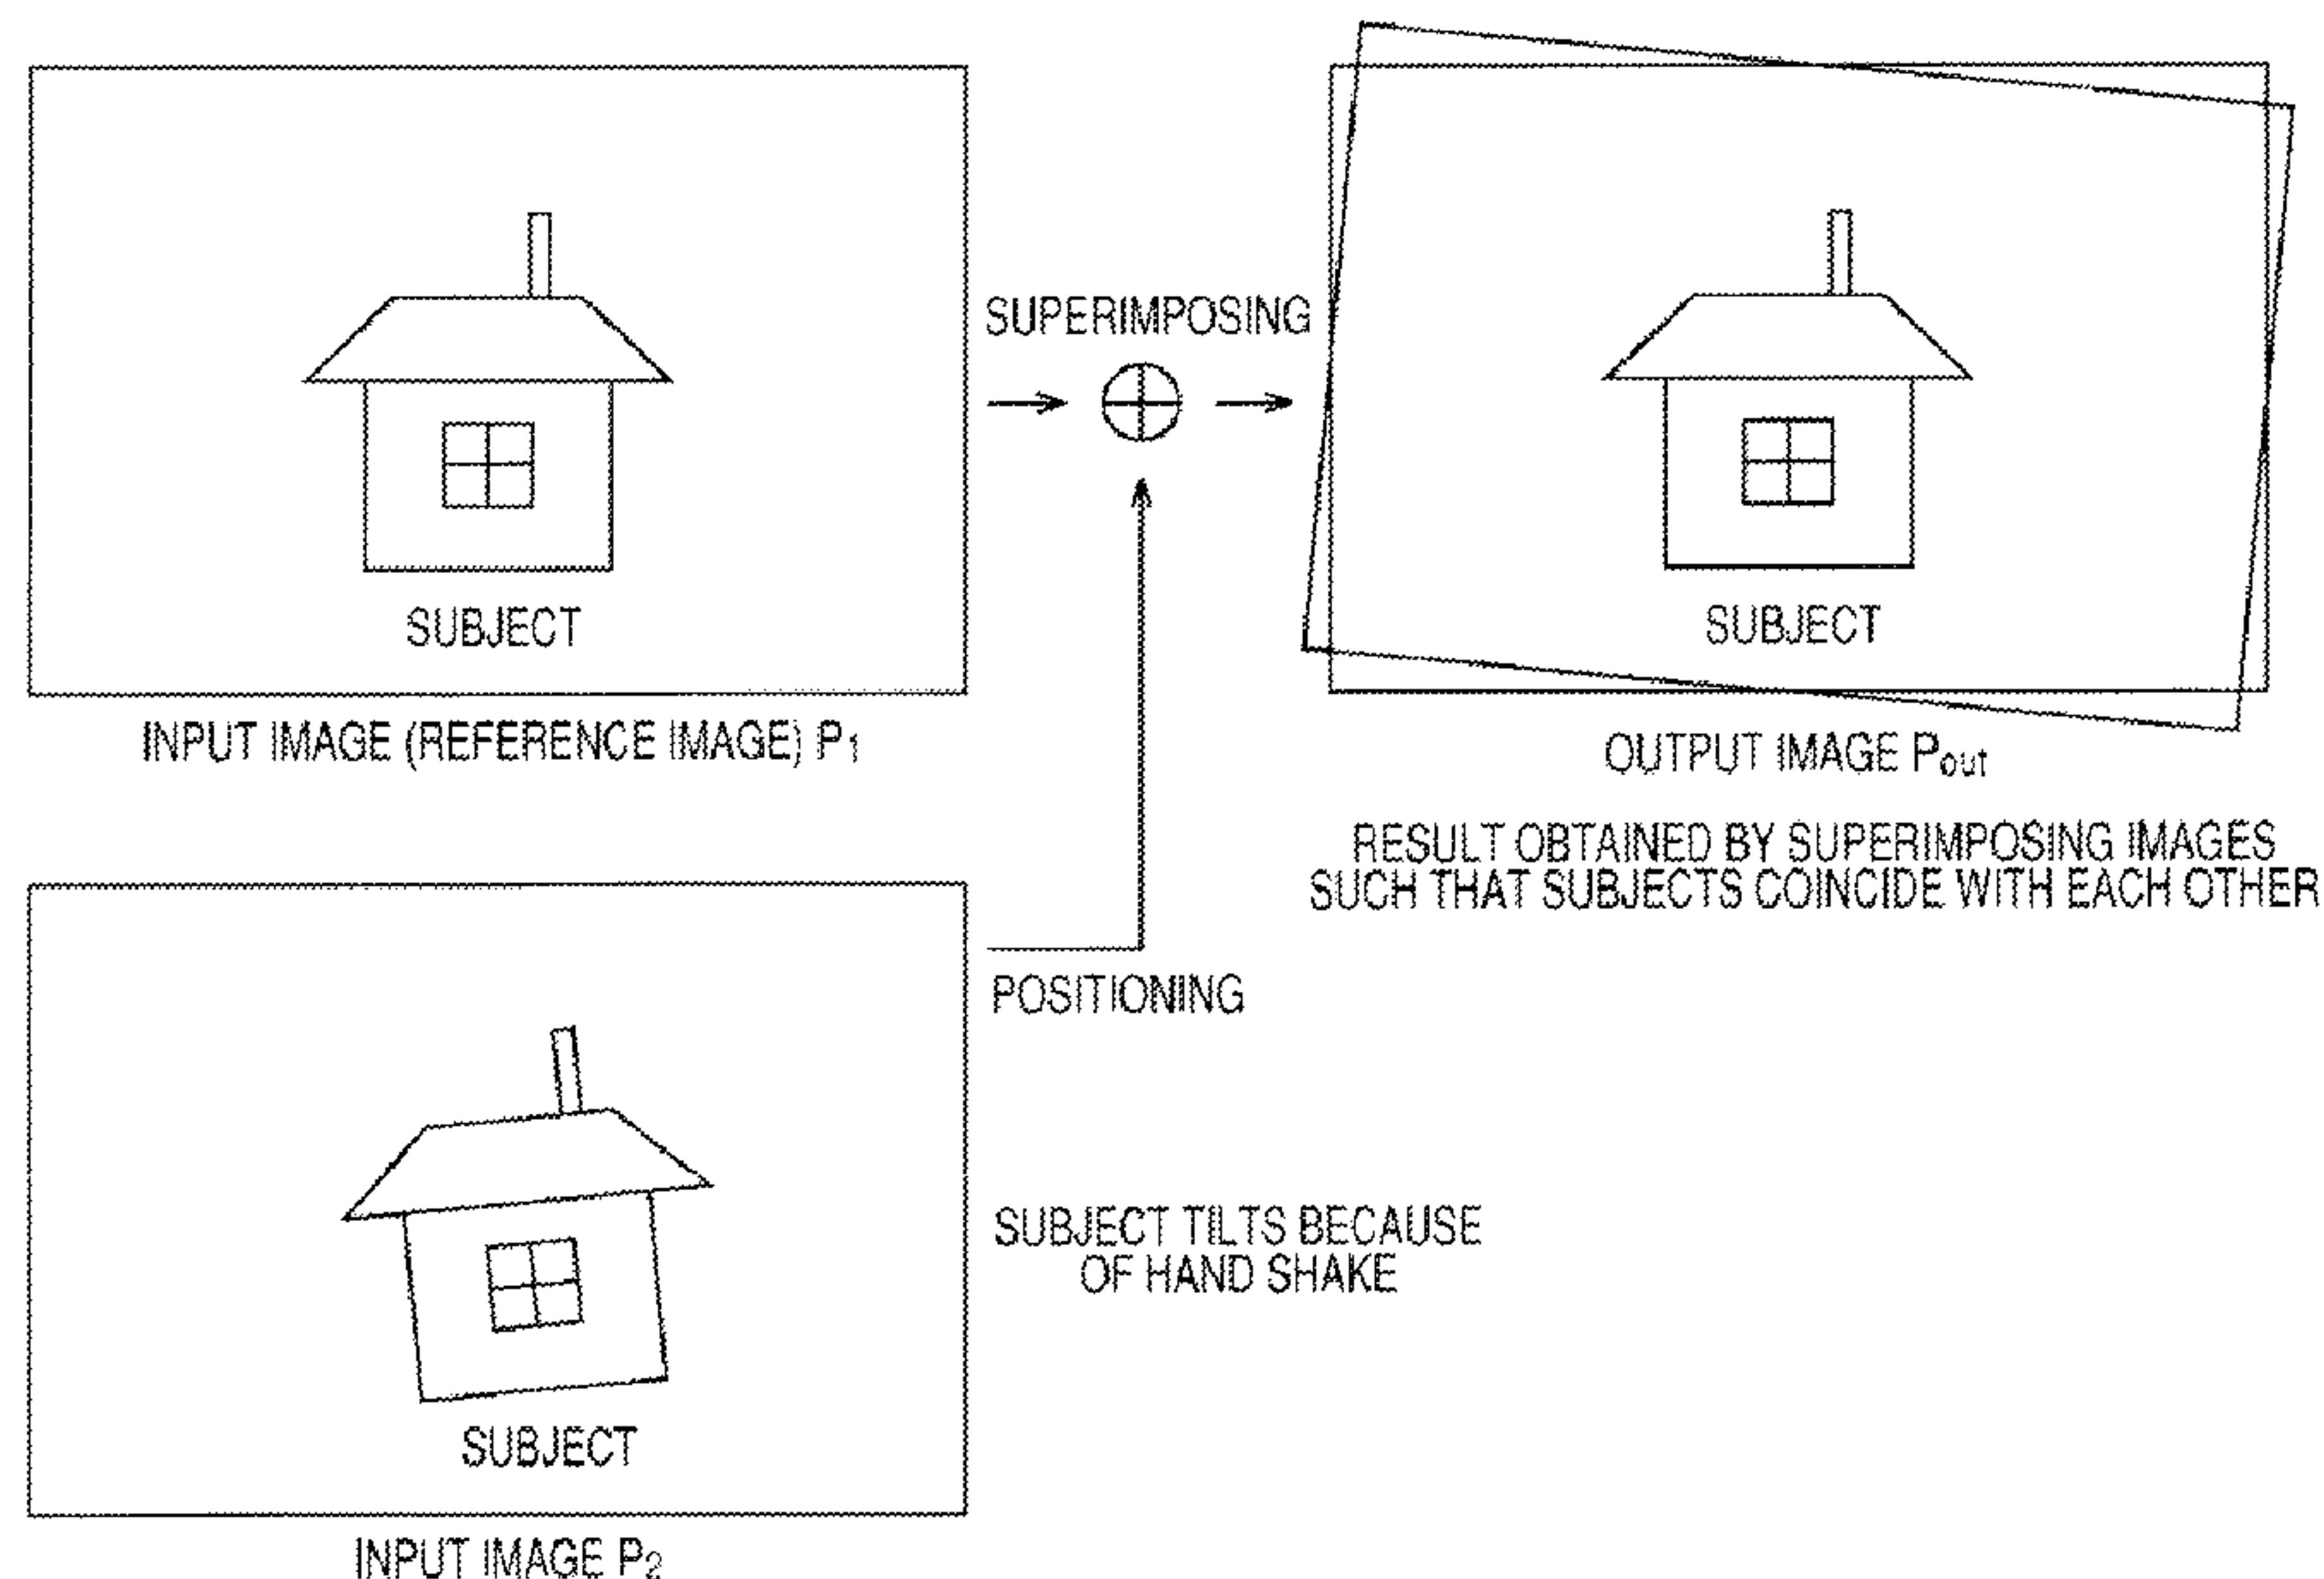 SUPERIMPOSING
SUBJECT
INPUT IMAGE (REFERENCE IMAGE) P1
SUBJECT
OUTPUT IMAGE Pout
RESULT OBTAINED BY SUPERIMPOSING IMAGES
SUCH THAT SUBJECTS COINCIDE WITH EACH OTHER
POSITIONING
SUBJECT TILTS BECAUSE
OF HAND SHAKE
SUBJECT
INPUT IMAGE P2